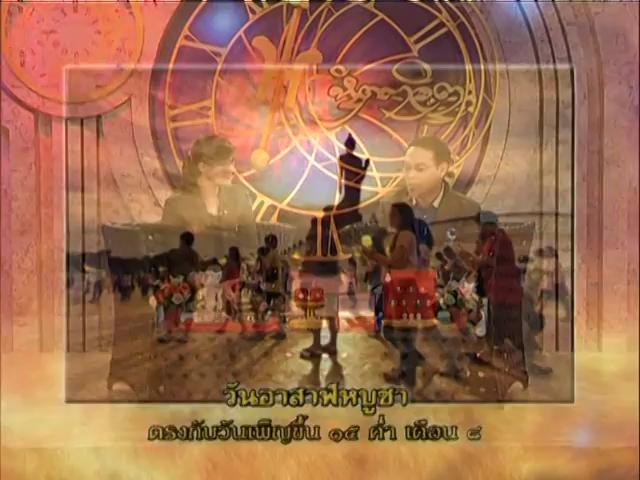 วันอาสาฬหบูชา
ตรงกับวันเพ็ญขึ้น ๑๕ ค่ำ เดือน ๘